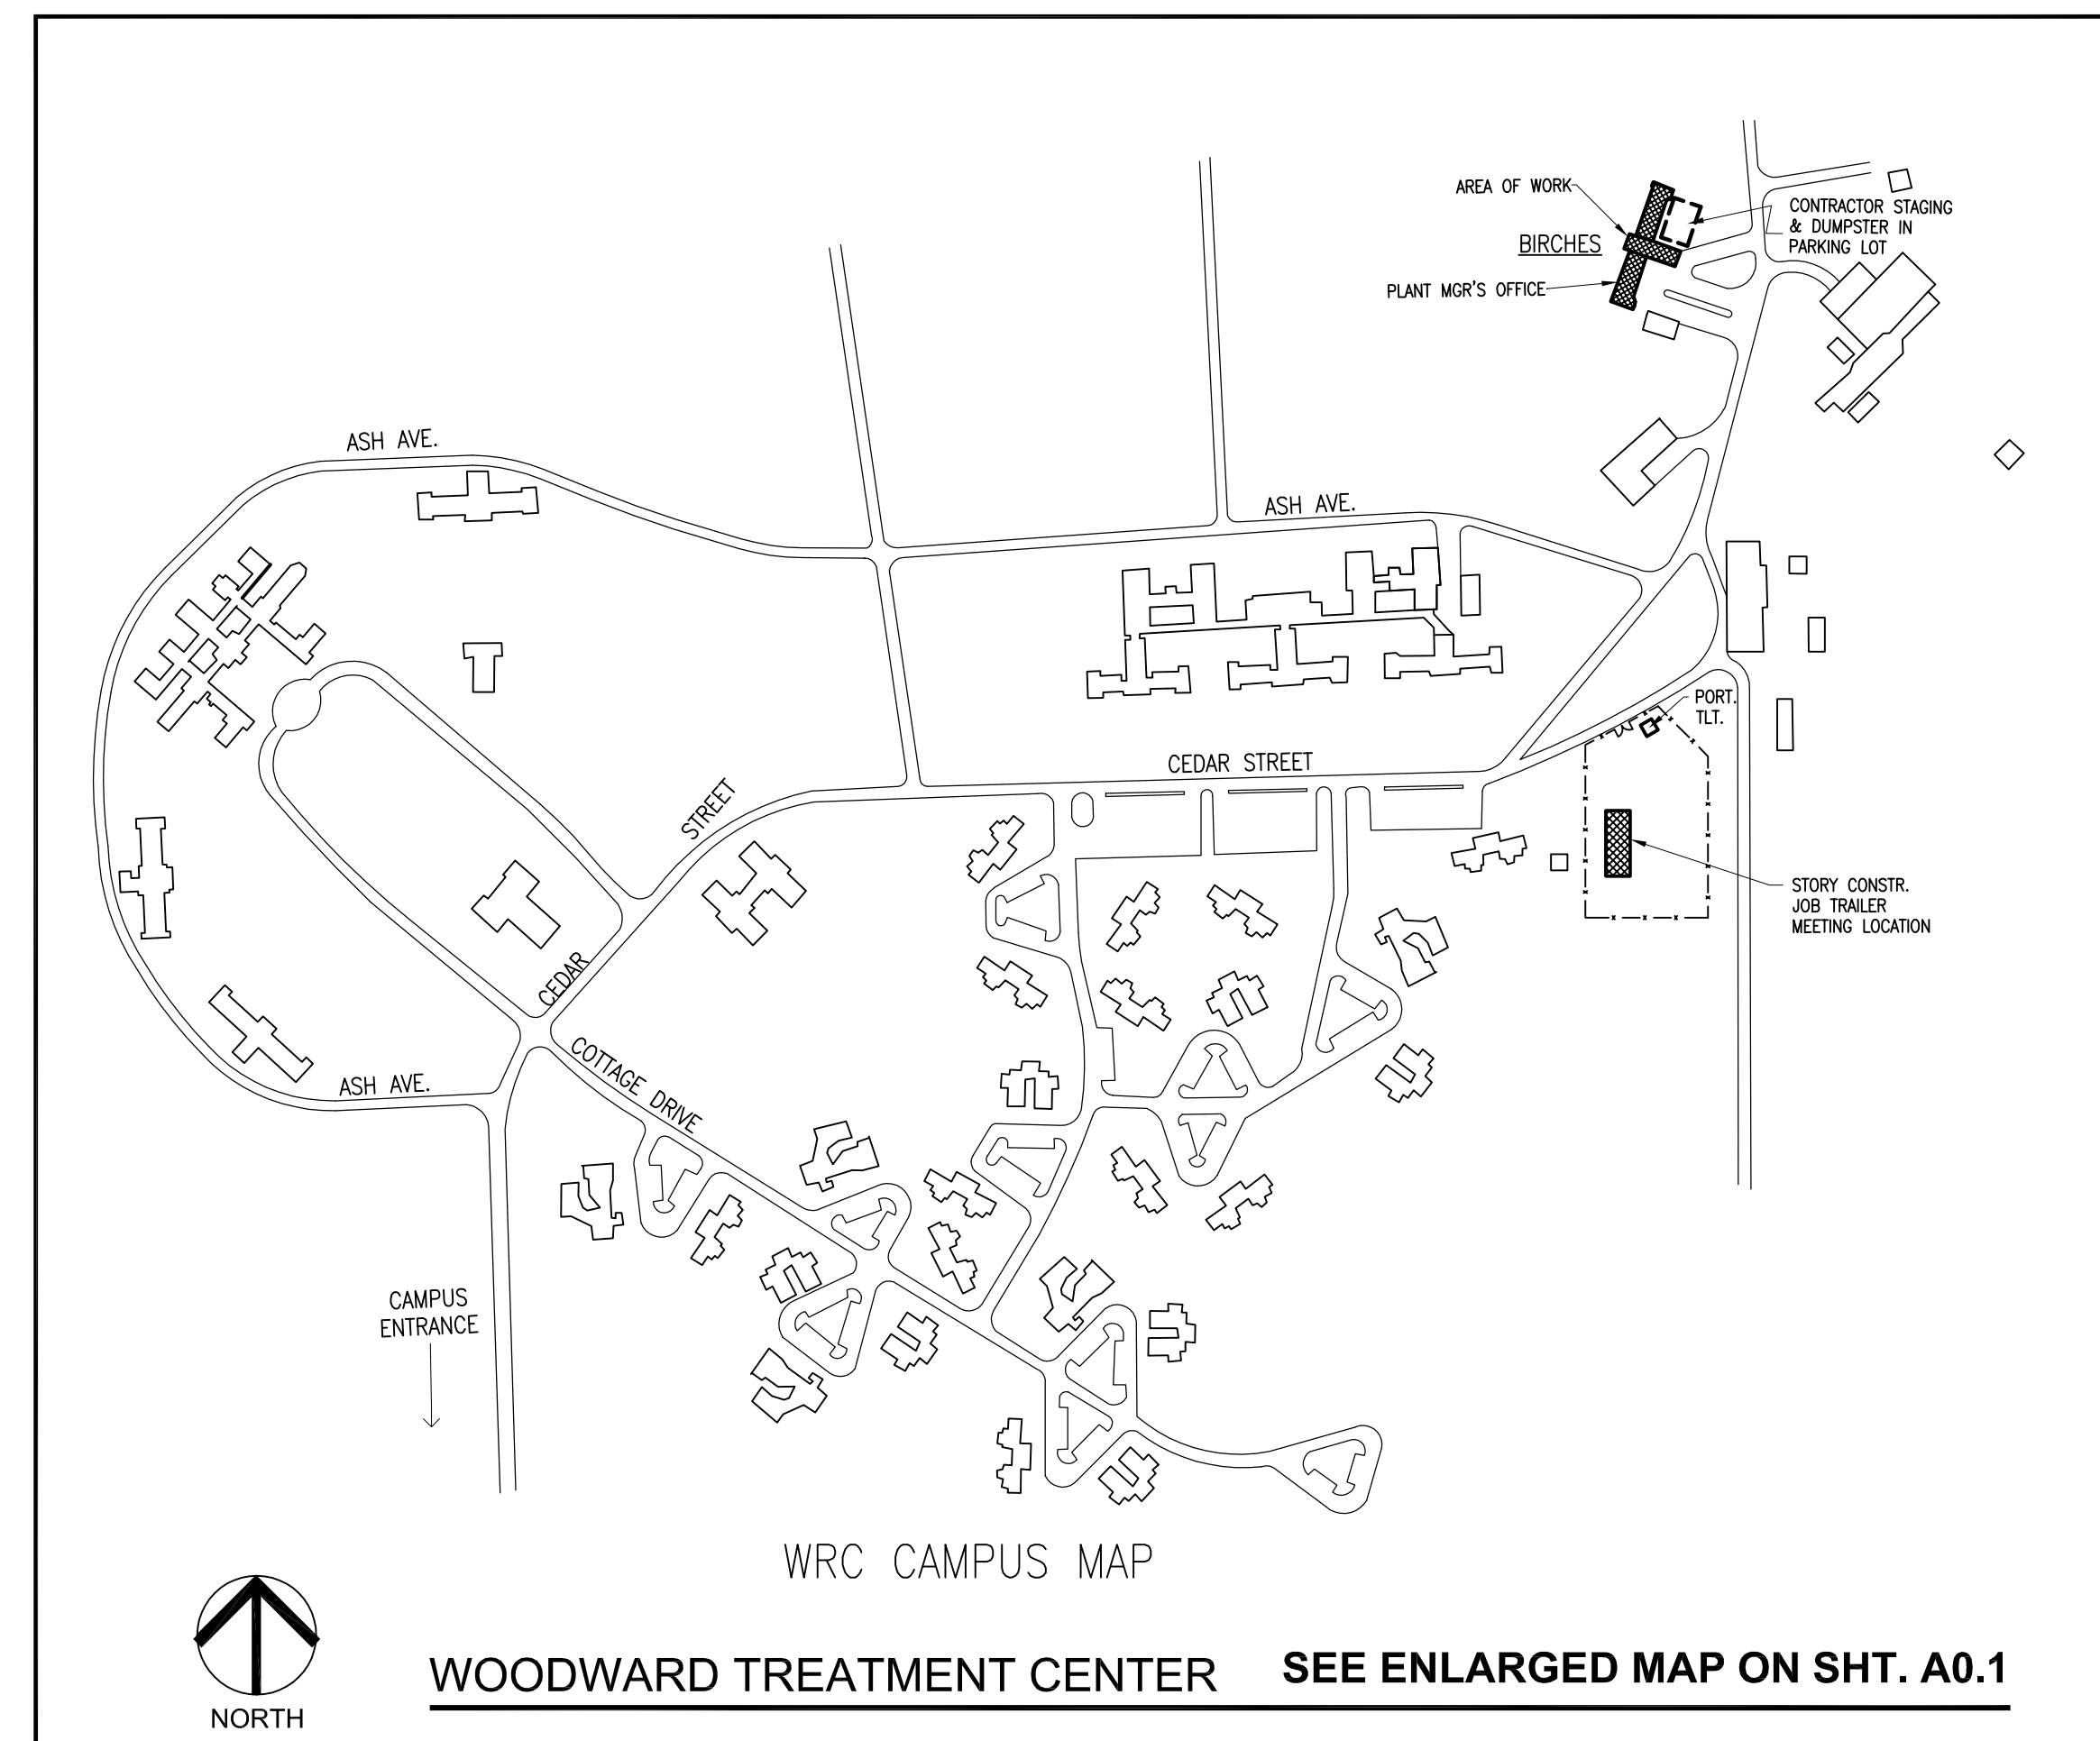 AREA OF WORK
CONTRACTOR STAGING
& DUMPSTER IN
PARKING LOT
BIRCHES
PLANT MGR'S OFFICE
ASH AVE.
ASH AVE.
PORT.
TLT.
CEDAR STREET
STREET
STORY CONSTR.
JOB TRAILER
MEETING LOCATION
CEDAR
COTTAGE DRIVE
ASH AVE.
CAMPUS
ENTRANCE
WRC CAMPUS MAP
WOODWARD TREATMENT CENTER
SEE ENLARGED MAP ON SHT. A0.1
NORTH